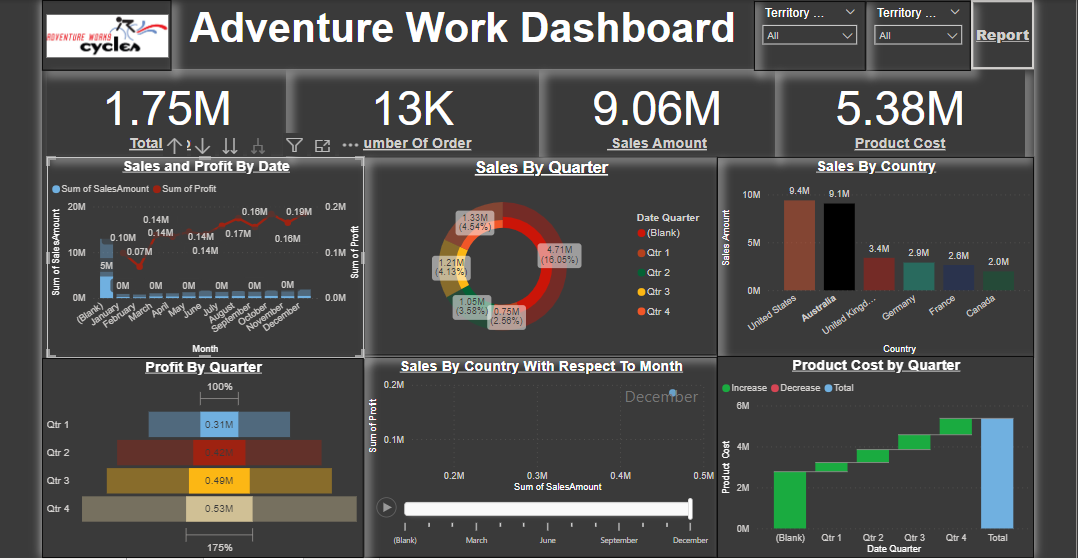 ADVENTURE WORKS
cycles
Adventure Work Dashboard
Territory ...
All
Territory ...
All
Report
1.75M
Total
13K
umber Of Order
9.06M
Sales Amount
5.38M
Product Cost
Sales and Profit By Date
Sum of SalesAmount Sum of Profit
20M
10M
0M
Sum of SalesAmount
0.2M
0.1M
0.0M
Sum of Profit
5M
0.10M
0.07M
0.14M
0.14M
0.14M
0.14M
0.17M
0.16M
0.16M
0.19M
0M 0M 0M 0M 0M 0M
(Blank)
January
February
March
April
May
June
July
August
September
October
November
December
Month
Sales By Quarter
1.33M
(4.54%)
1.21M
(4.13%)
1.05M
(3.58%)
0.75M
(2.56%)
4.71M
(16.05%)
Date Quarter
(Blank)
Qtr 1
Qtr 2
Qtr 3
Qtr 4
Sales By Country
10M
5M
0M
Sales Amount
9.4M
9.1M
3.4M
2.9M
2.6M
2.0M
United States
Australia
United Kingd...
Germany
France
Canada
Country
Profit By Quarter
100%
Qtr 1 0.31M
Qtr 2 0.42M
Qtr 3 0.49M
Qtr 4 0.53M
175%
Sales By Country With Respect To Month
0.2M
0.1M
Sum of Profit
December
0.2M 0.3M 0.4M 0.5M
Sum of SalesAmount
(Blank) March June September December
Product Cost by Quarter
Increase Decrease Total
6M
4M
2M
0M
Product Cost
(Blank) Qtr 1 Qtr 2 Qtr 3 Qtr 4 Total
Date Quarter